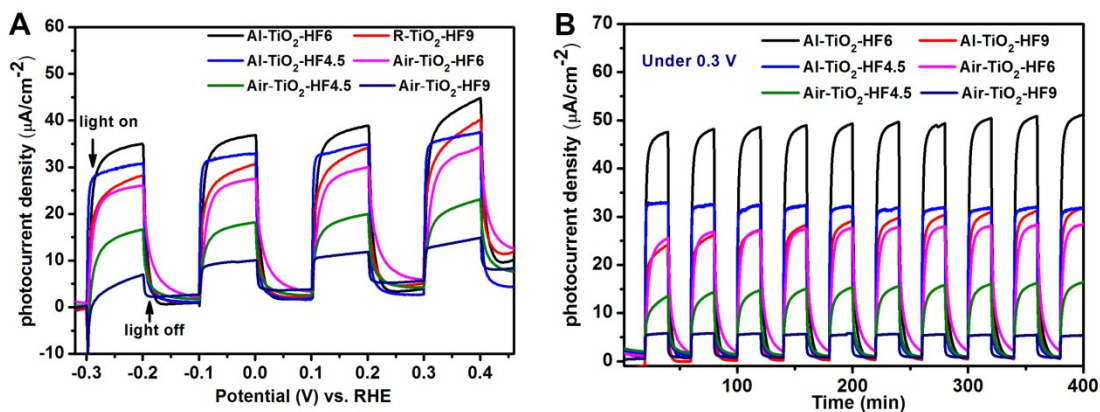 A
photocurrent density (μA/cm⁻²)
60
50
40
30
20
10
0
-10
Al-TiO₂-HF6
R-TiO₂-HF9
Al-TiO₂-HF4.5
Air-TiO₂-HF6
Air-TiO₂-HF4.5
Air-TiO₂-HF9
light on
light off
-0.3 -0.2 -0.1 0.0 0.1 0.2 0.3 0.4
Potential (V) vs. RHE
B
photocurrent density (μA/cm⁻²)
70
60
50
40
30
20
10
0
Al-TiO₂-HF6
Al-TiO₂-HF9
Al-TiO₂-HF4.5
Air-TiO₂-HF6
Air-TiO₂-HF4.5
Air-TiO₂-HF9
Under 0.3 V
100 200 300 400
Time (min)